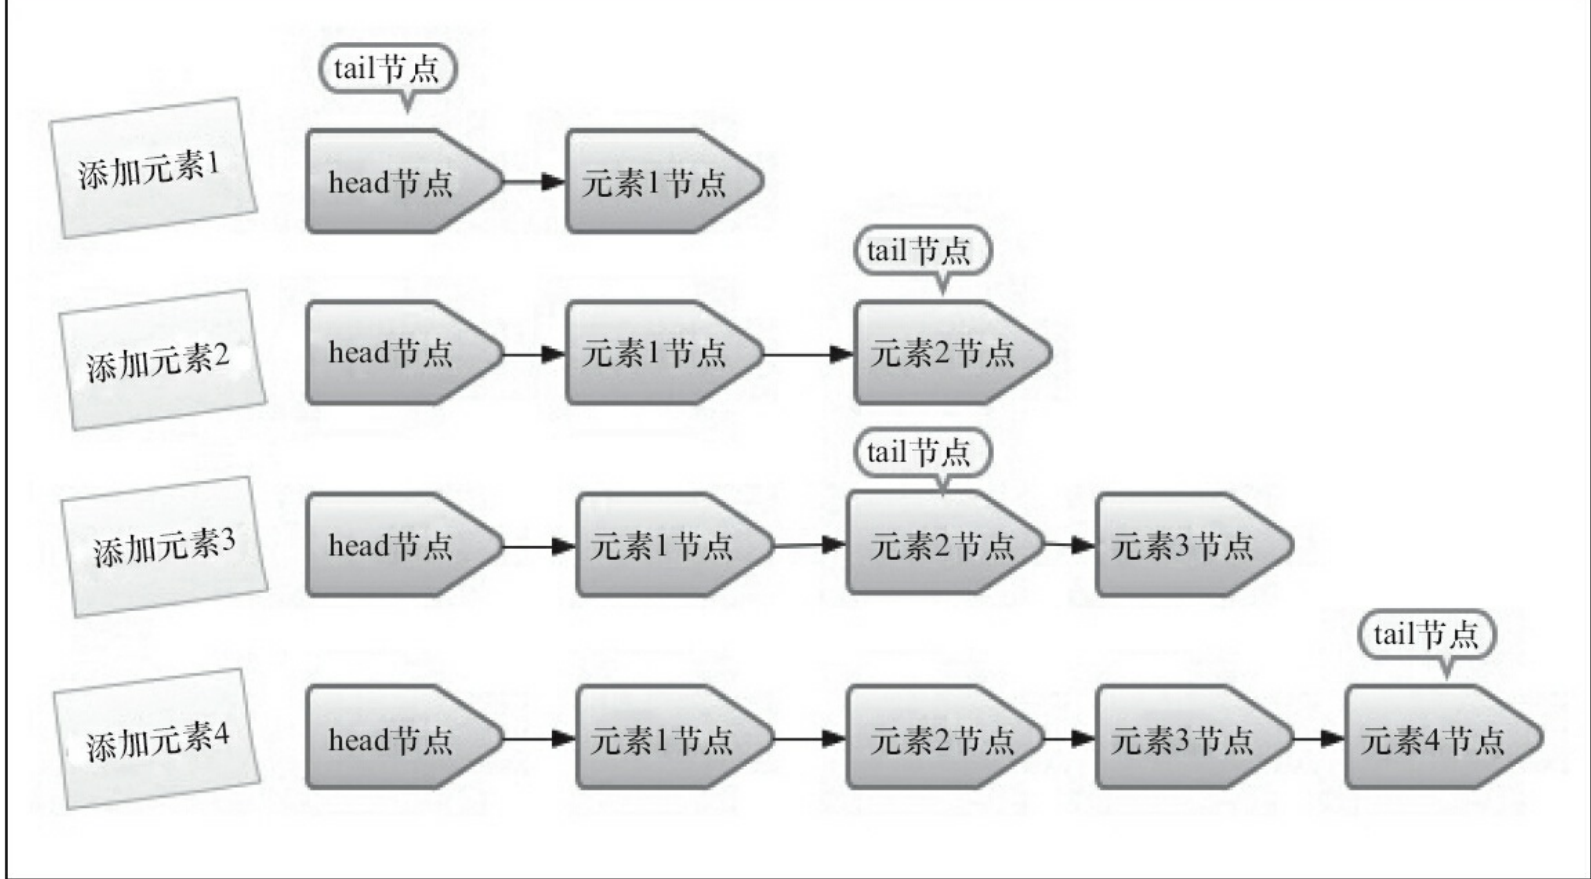 tail节点
添加元素1
head节点
元素1节点
tail节点
添加元素2
head节点
元素1节点
元素2节点
tail节点
添加元素3
head节点
元素1节点
元素2节点
元素3节点
tail节点
添加元素4
head节点
元素1节点
元素2节点
元素3节点
元素4节点